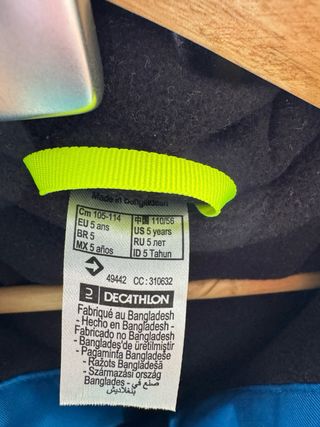 Made in Bangladesh
Cm 105-114
EU 5 ans
BR 5
MX 5 años
中国 110/56
US 5 years
RU 5 лет
ID 5 Tahun
49442 CC : 310632
DECATHLON
Fabriqué au Bangladesh
- Hecho en Bangladesh -
Fabricado no Bangladesh
- Bangladeş'de üretilmiştir
- Pagaminta Bangladeše
- Ražots Bangladešā
- Származási ország
Banglades - صنع في
بنغلاديش